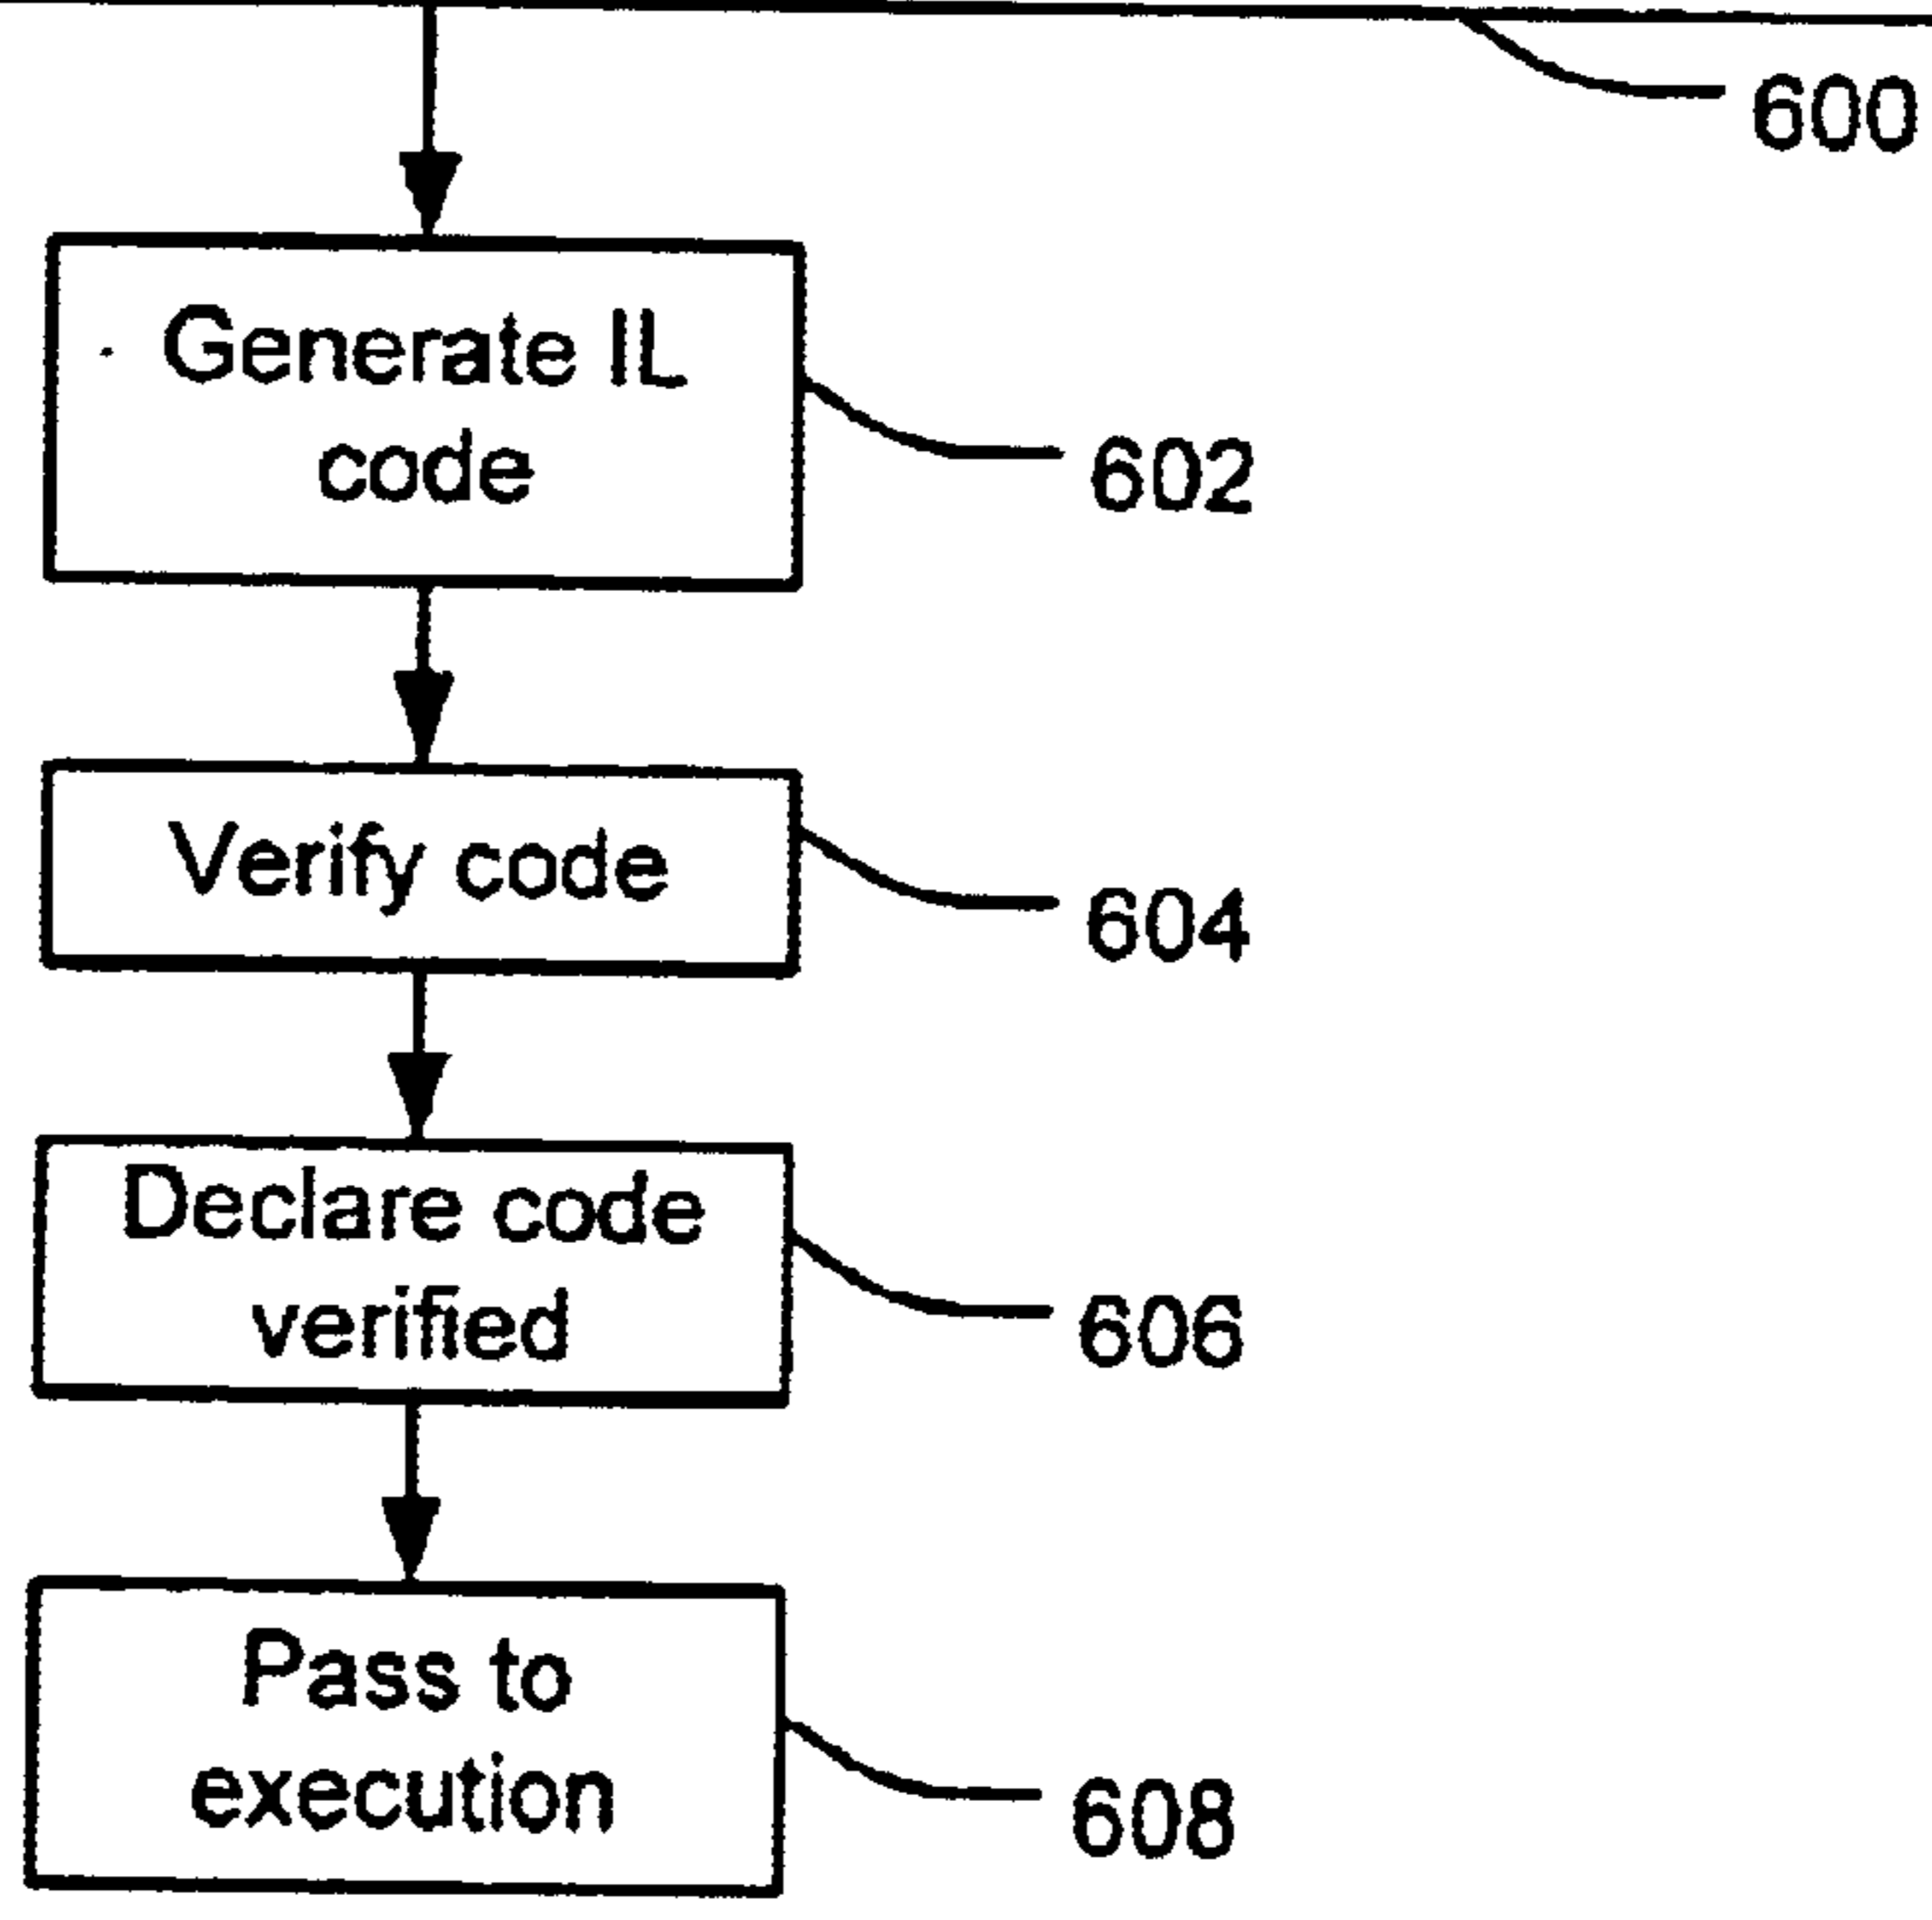 600
Generate IL
code
602
Verify code
604
Declare code
verified
606
Pass to
execution
608